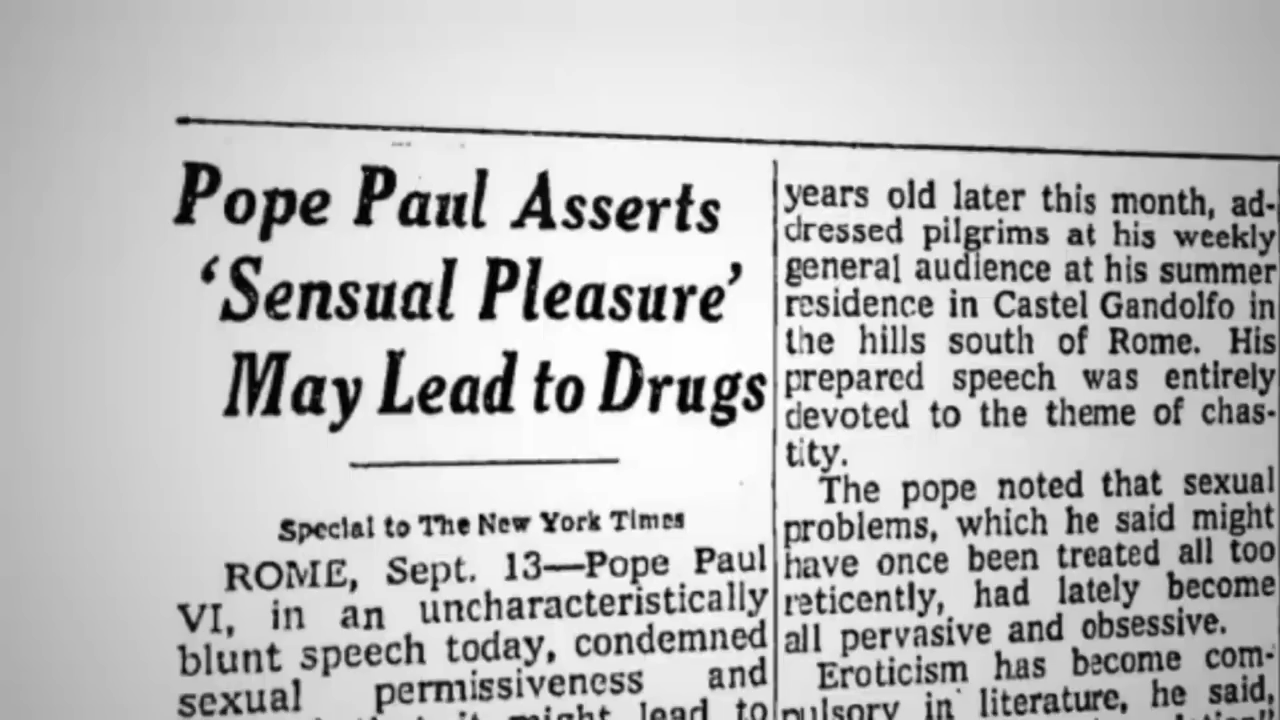 Pope Paul Asserts
‘Sensual Pleasure’
May Lead to Drugs
Special to The New York Times
ROME, Sept. 13—Pope Paul
VI, in an uncharacteristically
blunt speech today, condemned
sexual permissiveness and
it might lead to
years old later this month, ad-
dressed pilgrims at his weekly
general audience at his summer
residence in Castel Gandolfo in
the hills south of Rome. His
prepared speech was entirely
devoted to the theme of chas-
tity.
The pope noted that sexual
problems, which he said might
have once been treated all too
reticently, had lately become
all pervasive and obsessive.
Eroticism has become com-
pulsory in literature, he said,